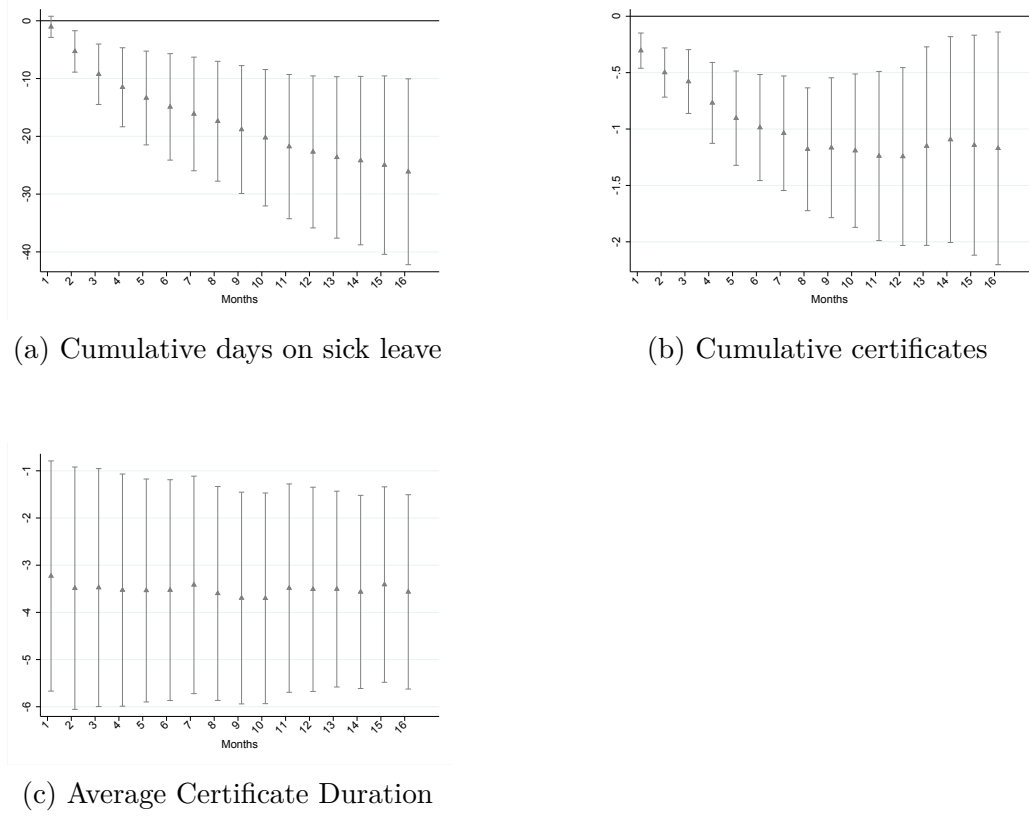 0
-10
-20
-30
-40
1 2 3 4 5 6 7 8 9 10 11 12 13 14 15 16
Months
(a) Cumulative days on sick leave
0
-.5
-1
-1.5
-2
1 2 3 4 5 6 7 8 9 10 11 12 13 14 15 16
Months
(b) Cumulative certificates
-1
-2
-3
-4
-5
-6
1 2 3 4 5 6 7 8 9 10 11 12 13 14 15 16
Months
(c) Average Certificate Duration